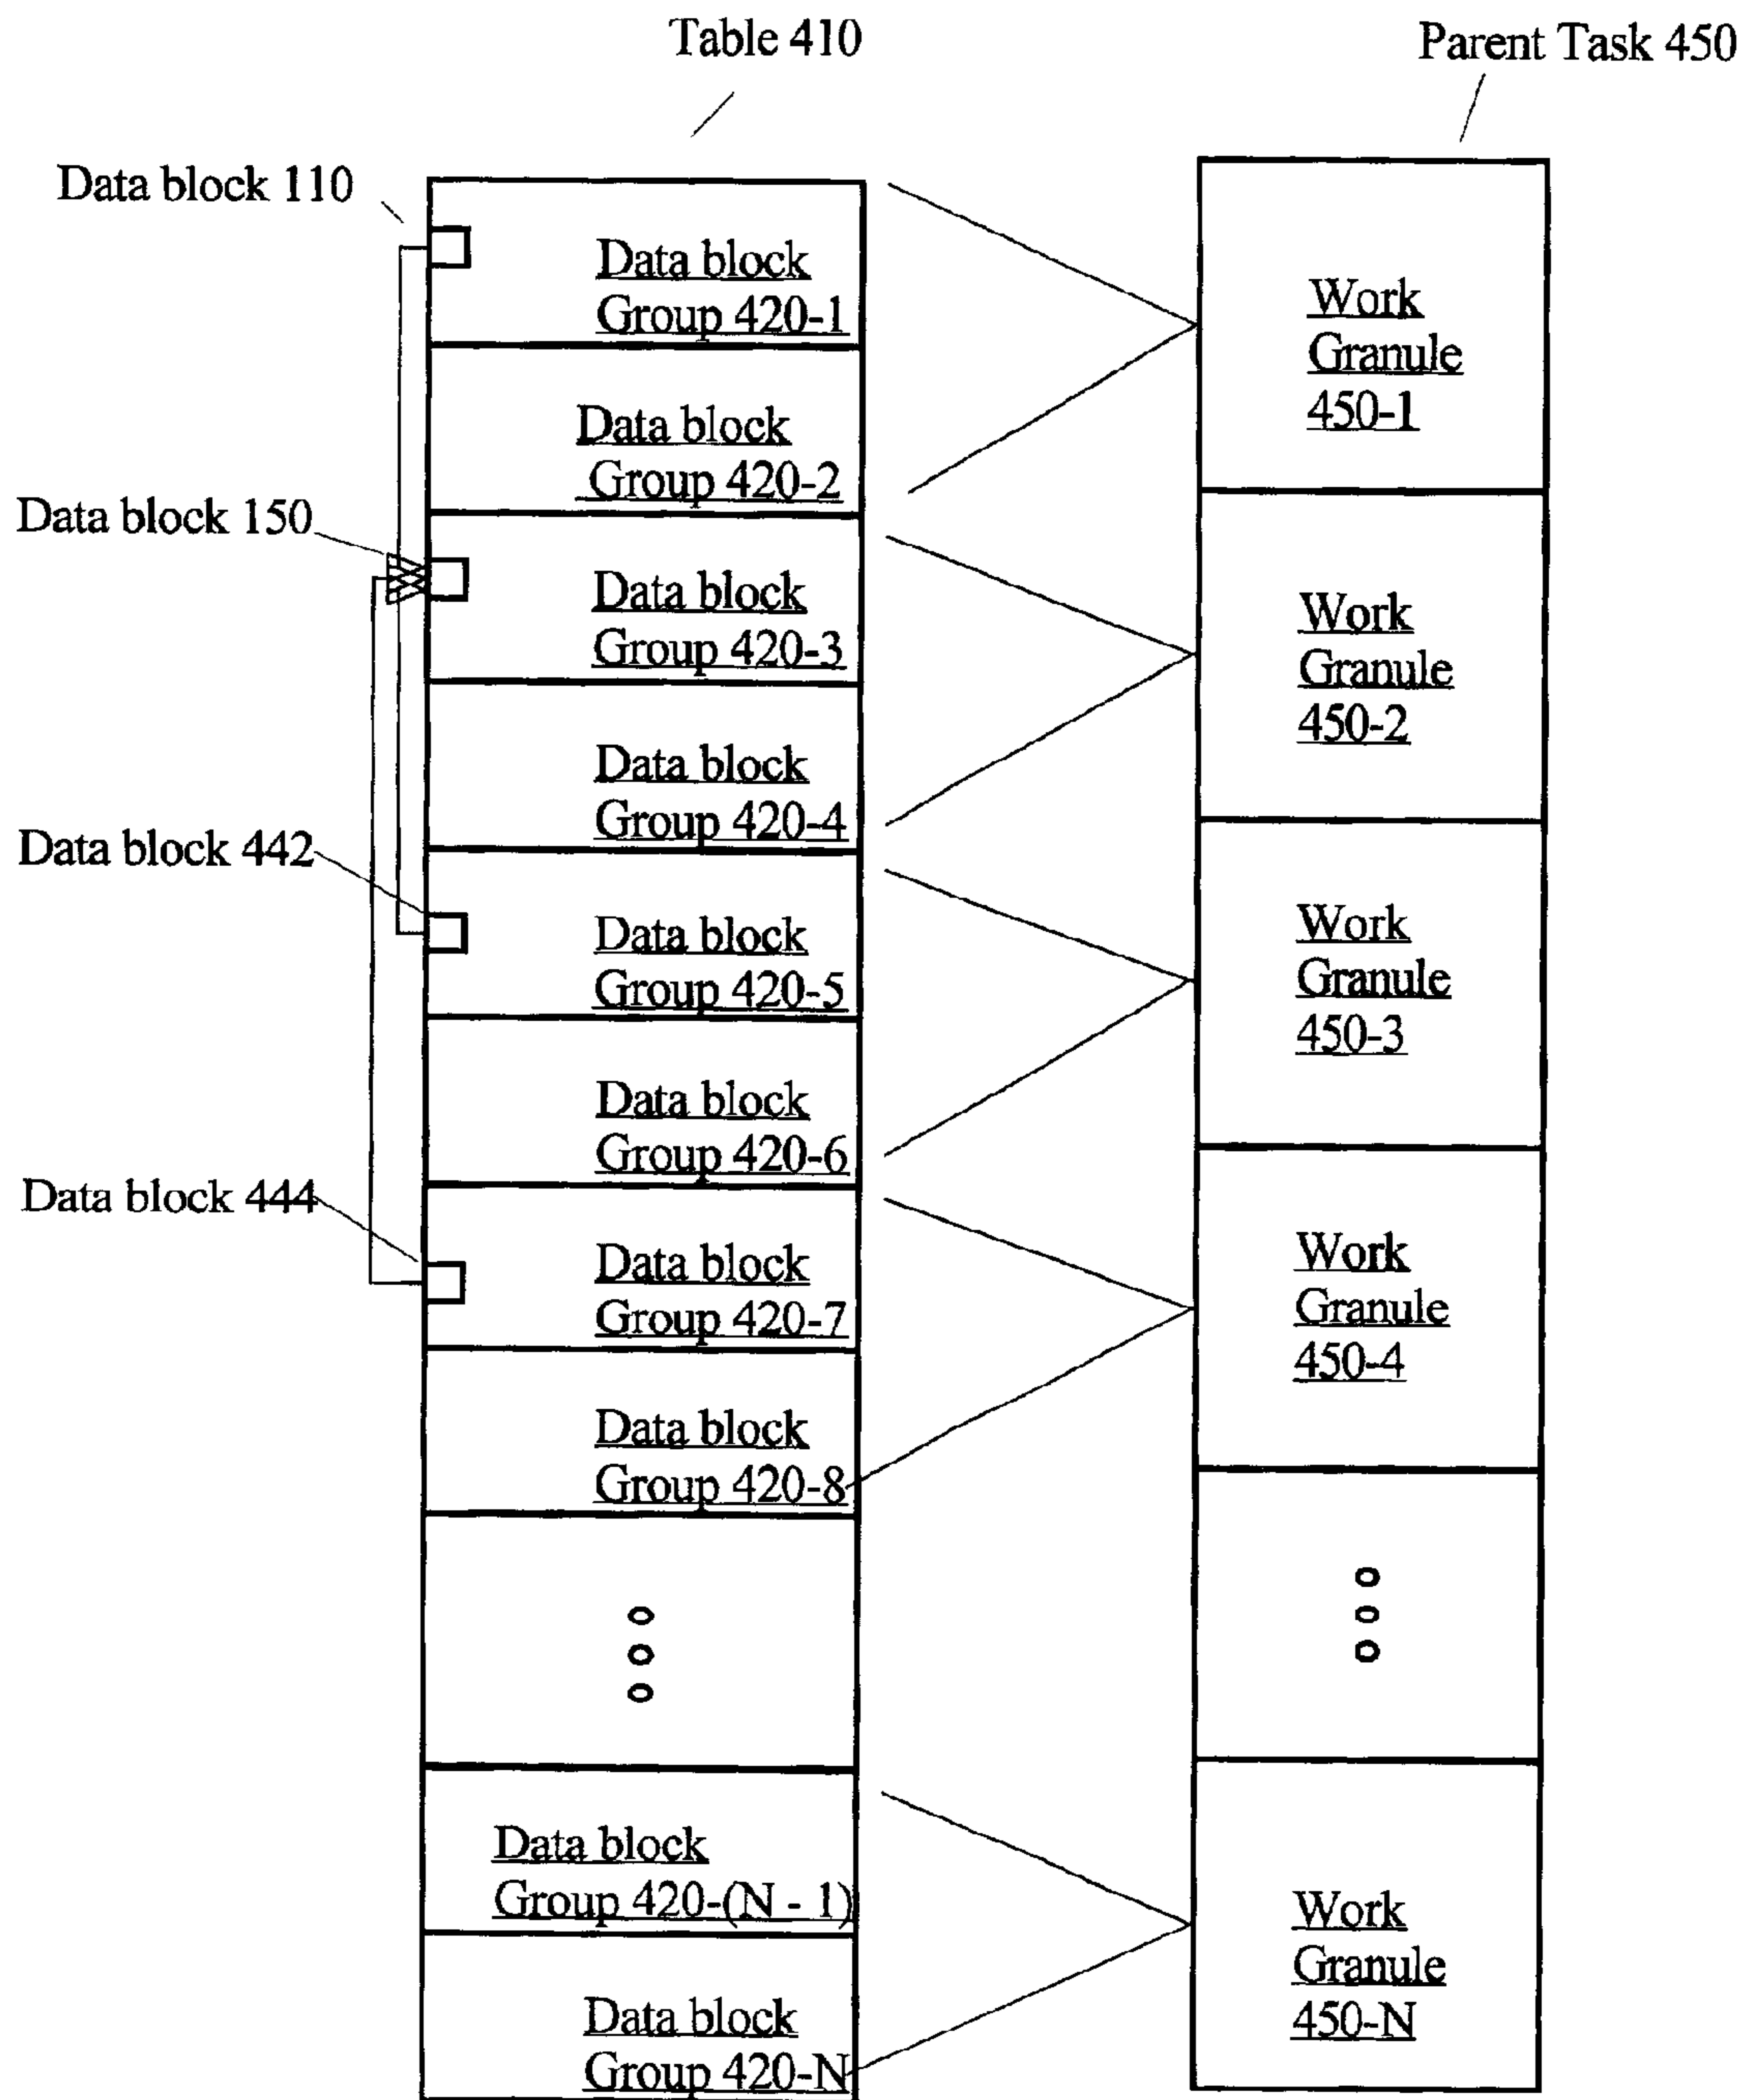 Table 410
Parent Task 450
Data block 110
Data block
Group 420-1
Data block
Group 420-2
Data block 150
Data block
Group 420-3
Data block
Group 420-4
Data block 442
Data block
Group 420-5
Data block
Group 420-6
Data block 444
Data block
Group 420-7
Data block
Group 420-8
Data block
Group 420-(N - 1)
Data block
Group 420-N
Work
Granule
450-1
Work
Granule
450-2
Work
Granule
450-3
Work
Granule
450-4
Work
Granule
450-N